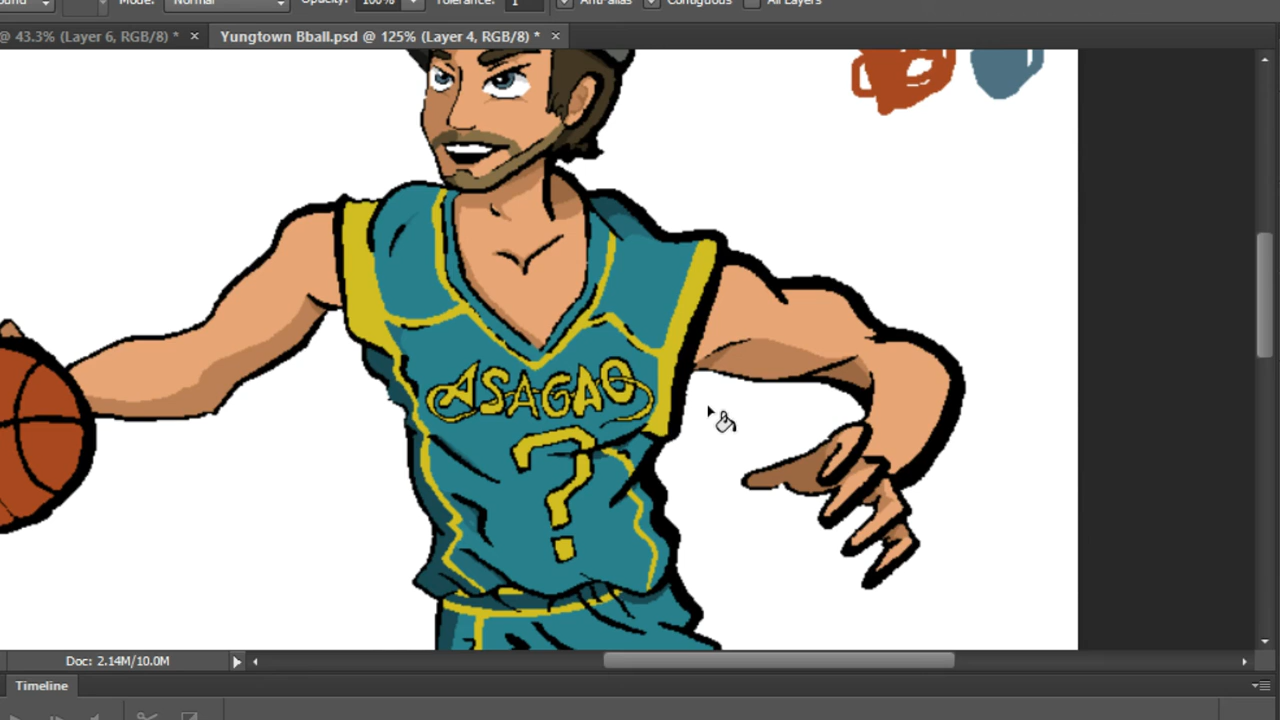 ound Mode: Normal Opacity: 100% Tolerance: 1 Anti-alias Contiguous All Layers
@ 43.3% (Layer 6, RGB/8) * × Yungtown Bball.psd @ 125% (Layer 4, RGB/8) * ×
ASAGAO
?
Doc: 2.14M/10.0M
Timeline